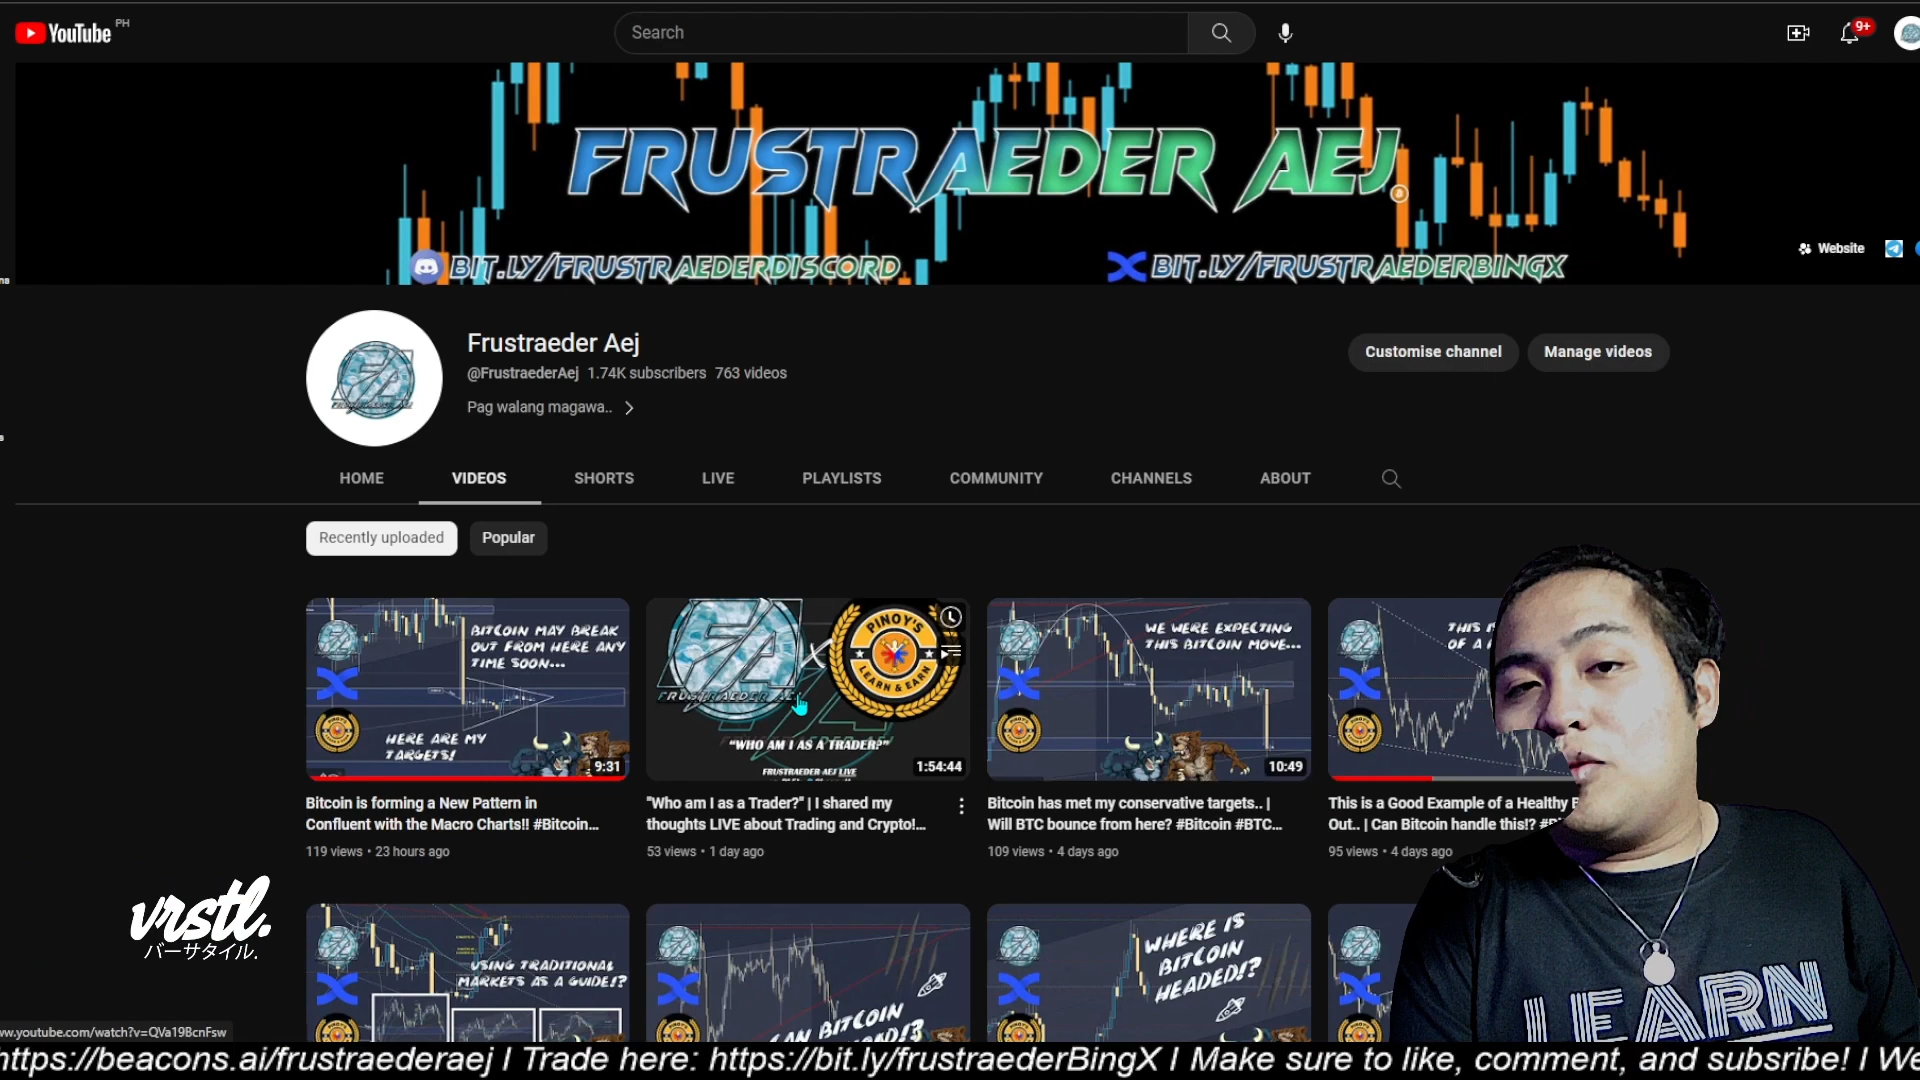 YouTube PH
Search
9+
FRUSTRAEDER AEJ
BIT.LY/FRUSTRAEDERDISCORD
BIT.LY/FRUSTRAEDERBINGX
Website
Frustraeder Aej
@FrustraederAej 1.74K subscribers 763 videos
Pag walang magawa..
Customise channel
Manage videos
HOME
VIDEOS
SHORTS
LIVE
PLAYLISTS
COMMUNITY
CHANNELS
ABOUT
Recently uploaded
Popular
BITCOIN MAY BREAK
OUT FROM HERE ANY
TIME SOON...
HERE ARE MY
TARGETS!
9:31
FRUSTRAEDER AEJ
PINOY'S
LEARN & EARN
"WHO AM I AS A TRADER?"
FRUSTRAEDER AEJ LIVE
1:54:44
WE WERE EXPECTING
THIS BITCOIN MOVE...
10:49
THIS I
OF A
Bitcoin is forming a New Pattern in
Confluent with the Macro Charts!! #Bitcoin...
119 views • 23 hours ago
"Who am I as a Trader?" | I shared my
thoughts LIVE about Trading and Crypto!...
53 views • 1 day ago
Bitcoin has met my conservative targets.. |
Will BTC bounce from here? #Bitcoin #BTC...
109 views • 4 days ago
This is a Good Example of a Healthy B
Out.. | Can Bitcoin handle this!? #Bi
95 views • 4 days ago
vrstl.
バーサタイル.
USING TRADITIONAL
MARKETS AS A GUIDE!?
CAN BITCOIN
WHERE IS
BITCOIN
HEADED!?
LEARN
ww.youtube.com/watch?v=QVa19BcnFsw
https://beacons.ai/frustraederaej I Trade here: https://bit.ly/frustraederBingX I Make sure to like, comment, and subsribe! I We